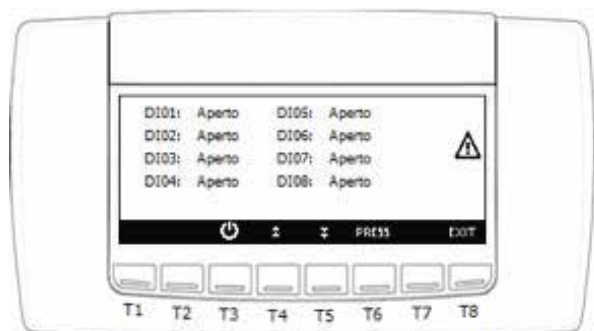 DI01: Aperto DI05: Aperto
DI02: Aperto DI06: Aperto
DI03: Aperto DI07: Aperto
DI04: Aperto DI08: Aperto
PRESS EXIT
T1 T2 T3 T4 T5 T6 T7 T8